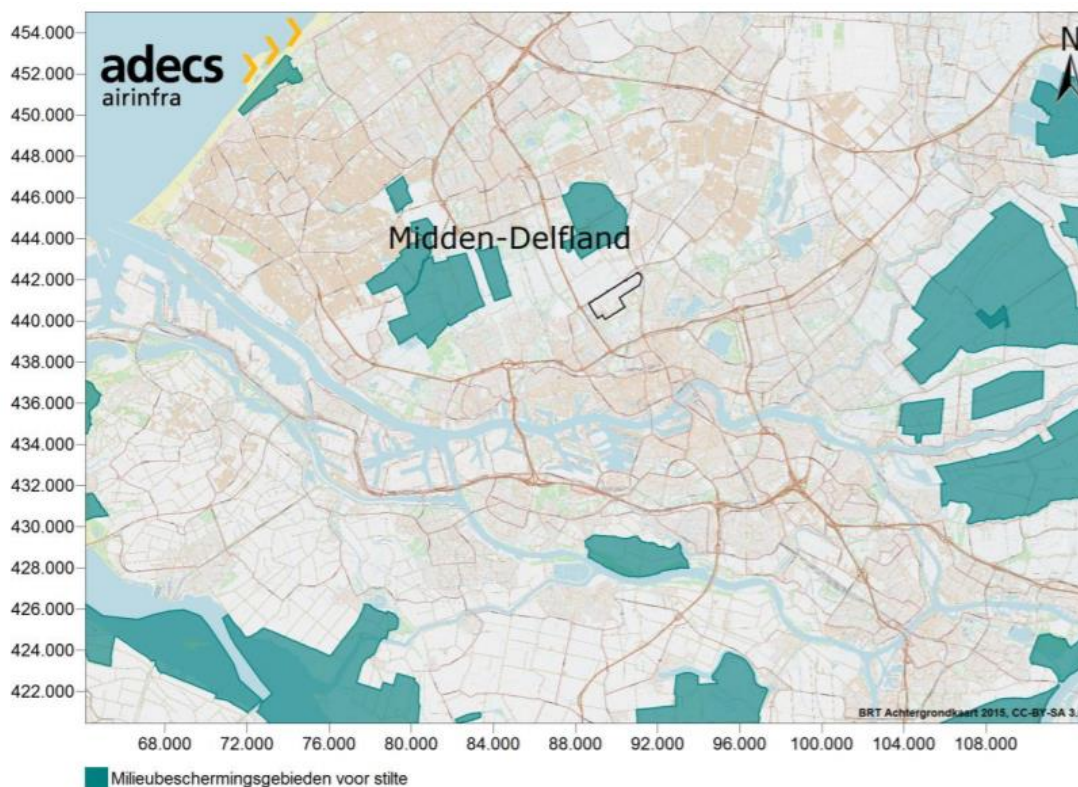 454.000
452.000
450.000
448.000
446.000
444.000
442.000
440.000
438.000
436.000
434.000
432.000
430.000
428.000
426.000
424.000
422.000
adecs
airinfra
N
Midden-Delfland
BRT Achtergrondkaart 2015, CC-BY-SA 3.
68.000 72.000 76.000 80.000 84.000 88.000 92.000 96.000 100.000 104.000 108.000
Milieubeschermingsgebieden voor stilte